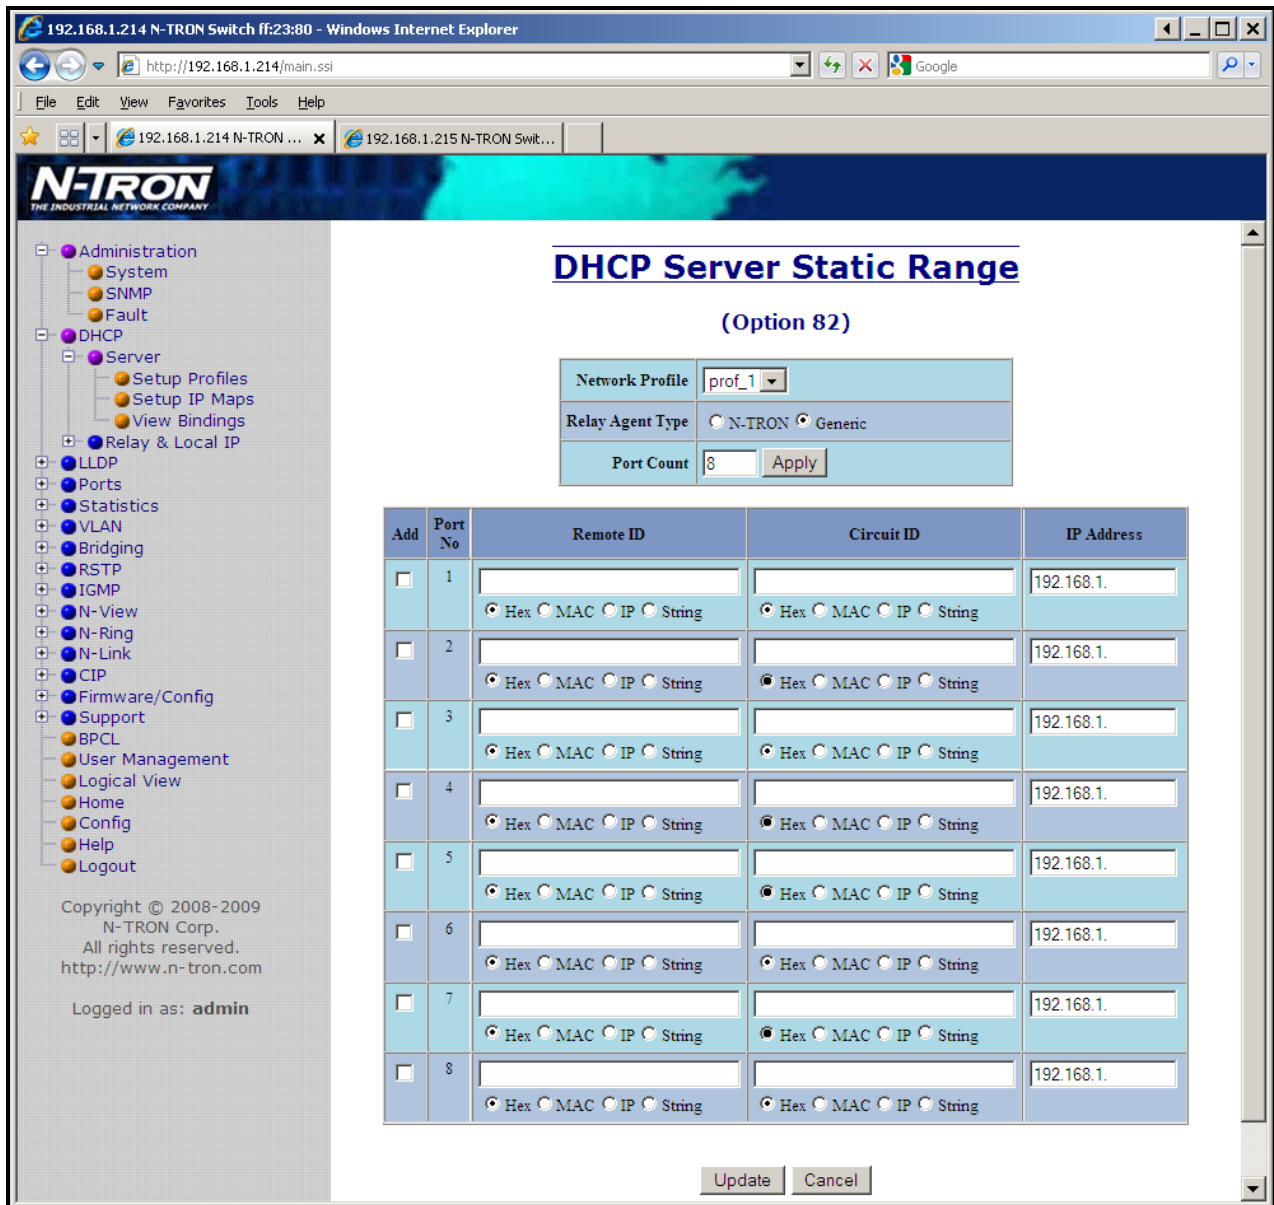 192.168.1.214 N-TRON Switch ff:23:80 - Windows Internet Explorer
http://192.168.1.214/main.ssi
Google
File Edit View Favorites Tools Help
192.168.1.214 N-TRON ...
192.168.1.215 N-TRON Swit...
N-TRON
THE INDUSTRIAL NETWORK COMPANY
Administration
System
SNMP
Fault
DHCP
Server
Setup Profiles
Setup IP Maps
View Bindings
Relay & Local IP
LLDP
Ports
Statistics
VLAN
Bridging
RSTP
IGMP
N-View
N-Ring
N-Link
CIP
Firmware/Config
Support
BPCL
User Management
Logical View
Home
Config
Help
Logout
Copyright © 2008-2009
N-TRON Corp.
All rights reserved.
http://www.n-tron.com
Logged in as: admin
DHCP Server Static Range
(Option 82)
Network Profile prof_1
Relay Agent Type N-TRON Generic
Port Count 8 Apply
Add Port No Remote ID Circuit ID IP Address
1 192.168.1.
Hex MAC IP String Hex MAC IP String
2 192.168.1.
Hex MAC IP String Hex MAC IP String
3 192.168.1.
Hex MAC IP String Hex MAC IP String
4 192.168.1.
Hex MAC IP String Hex MAC IP String
5 192.168.1.
Hex MAC IP String Hex MAC IP String
6 192.168.1.
Hex MAC IP String Hex MAC IP String
7 192.168.1.
Hex MAC IP String Hex MAC IP String
8 192.168.1.
Hex MAC IP String Hex MAC IP String
Update Cancel